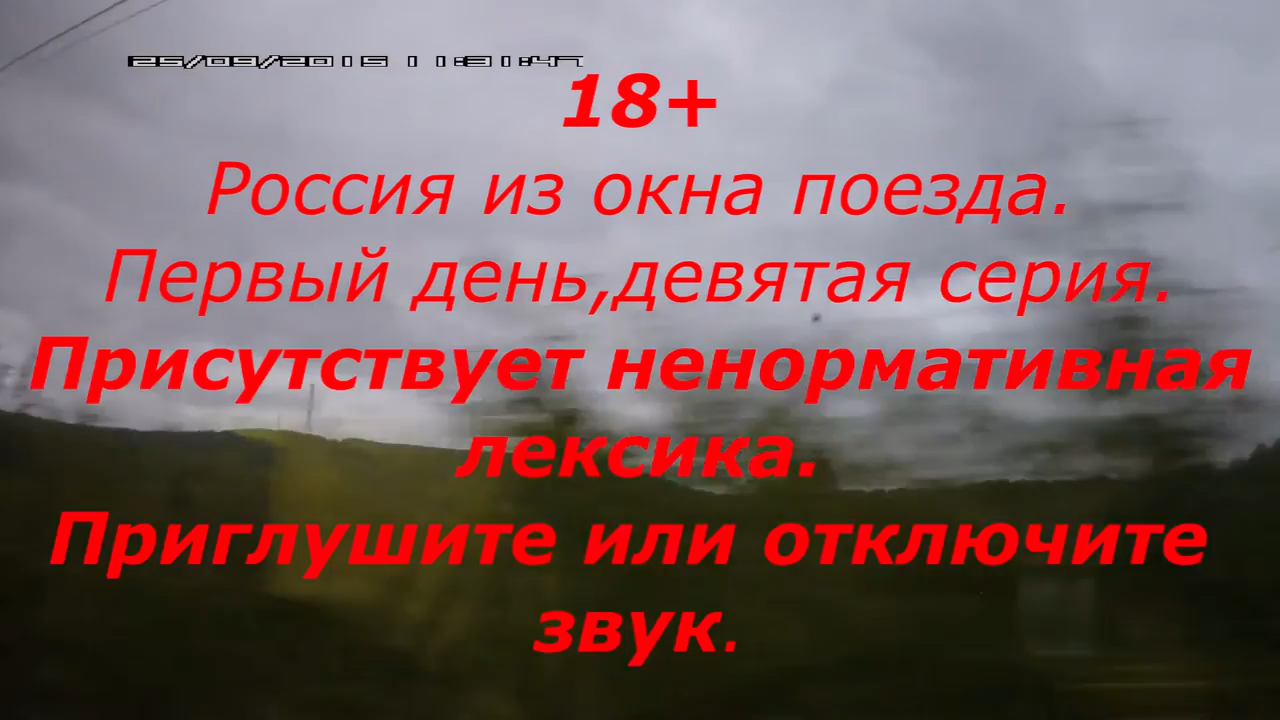 25/09/2015 11:31:47
18+
Россия из окна поезда.
Первый день,девятая серия.
Присутствует ненормативная
лексика.
Приглушите или отключите
звук.